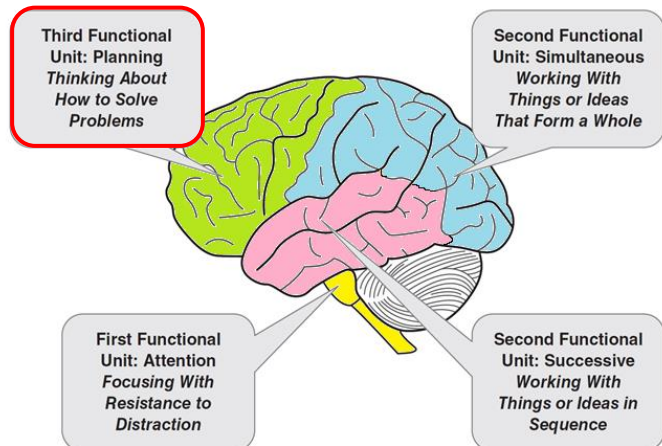 Third Functional
Unit: Planning
Thinking About
How to Solve
Problems
Second Functional
Unit: Simultaneous
Working With
Things or Ideas
That Form a Whole
First Functional
Unit: Attention
Focusing With
Resistance to
Distraction
Second Functional
Unit: Successive
Working With
Things or Ideas in
Sequence